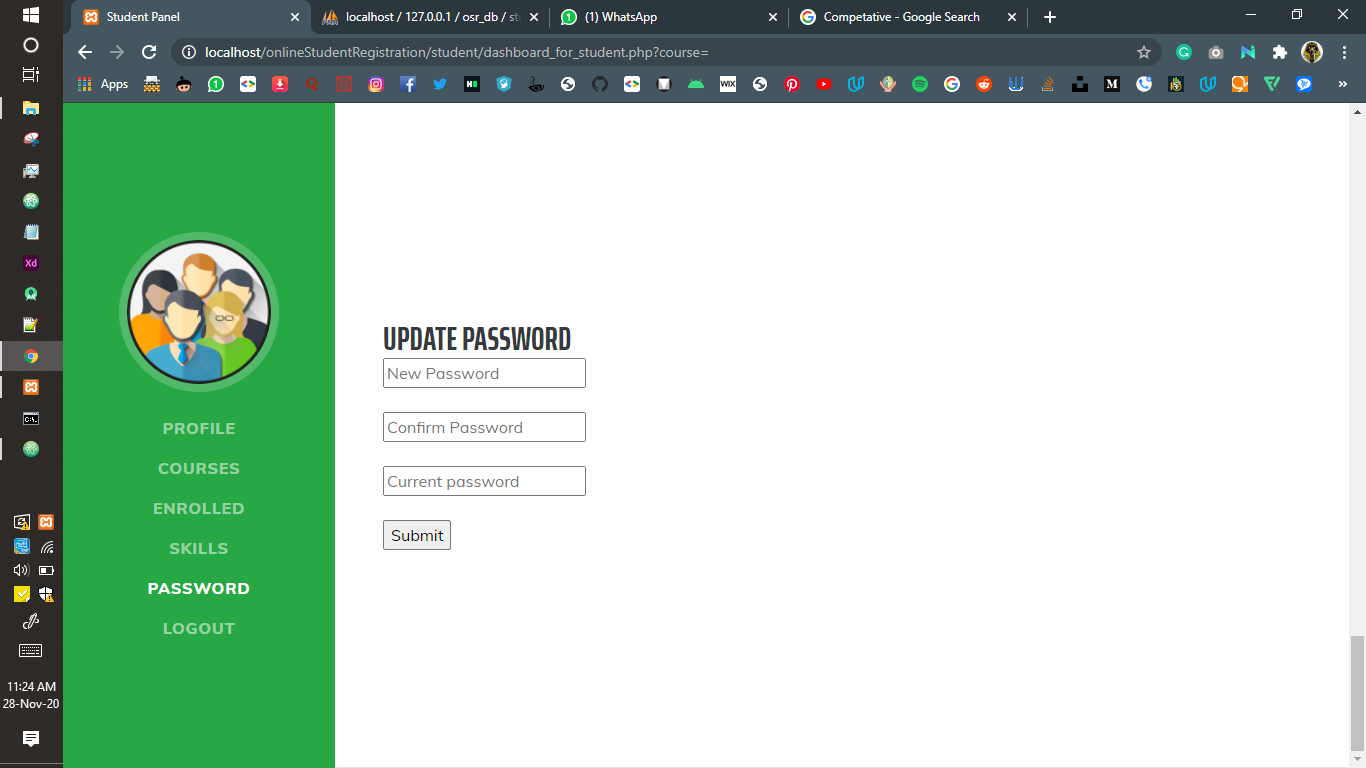 Student Panel
localhost / 127.0.0.1 / osr_db / st
(1) WhatsApp
Competative - Google Search
localhost/onlineStudentRegistration/student/dashboard_for_student.php?course=
Apps
WIX
M
Xd
C:\.
UPDATE PASSWORD
New Password
Confirm Password
Current password
Submit
PROFILE
COURSES
ENROLLED
SKILLS
PASSWORD
LOGOUT
11:24 AM
28-Nov-20